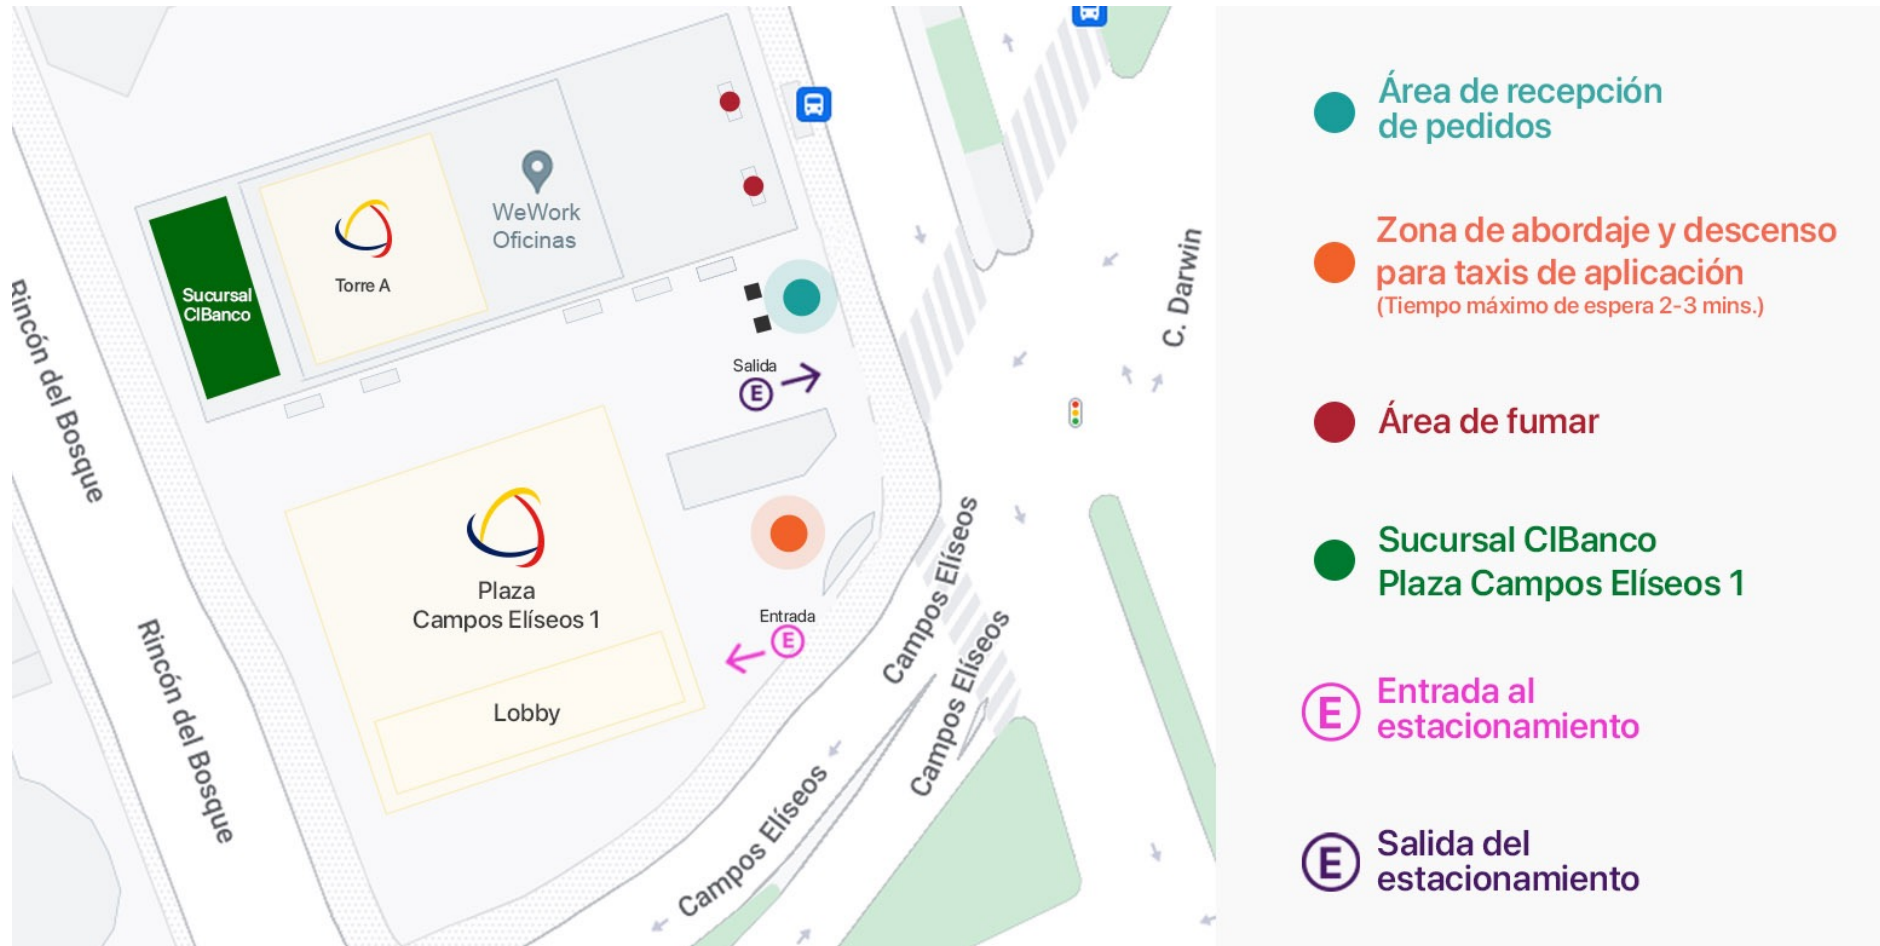 WeWork
Oficinas
Torre A
Sucursal
CIBanco
Rincón del Bosque
C. Darwin
Salida
E
Plaza
Campos Elíseos 1
Campos Elíseos
Entrada
E
Campos Elíseos
Rincón del Bosque
Lobby
Campos Elíseos
Área de recepción
de pedidos
Zona de abordaje y descenso
para taxis de aplicación
(Tiempo máximo de espera 2-3 mins.)
Área de fumar
Sucursal CIBanco
Plaza Campos Elíseos 1
E
Entrada al
estacionamiento
E
Salida del
estacionamiento